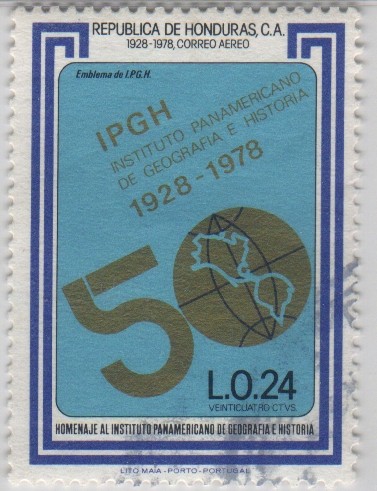 REPUBLICA DE HONDURAS, C.A.
1928-1978, CORREO AEREO
Emblema de I.P.G.H.
IPGH
INSTITUTO PANAMERICANO
DE GEOGRAFIA E HISTORIA
1928-1978
50
L.0.24
VEINTICUATRO CTVS.
HOMENAJE AL INSTITUTO PANAMERICANO DE GEOGRAFIA E HISTORIA
LITO MAIA-PORTO-PORTUGAL